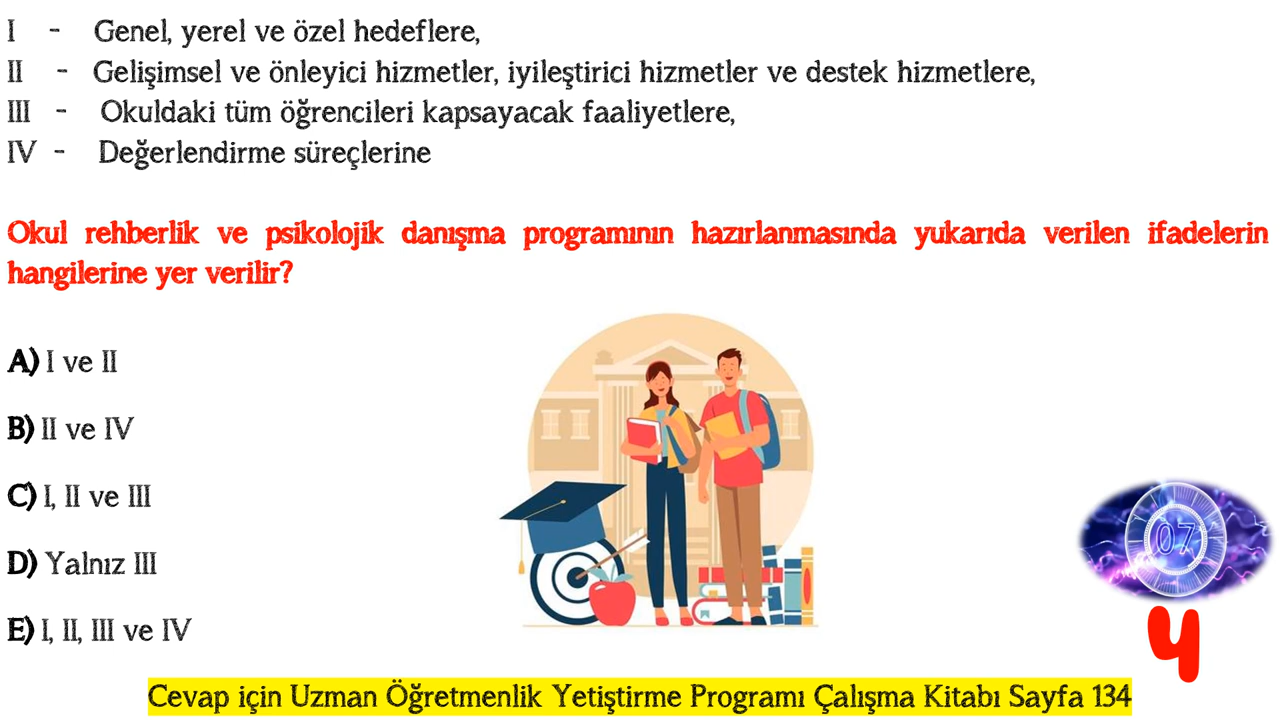 I - Genel, yerel ve özel hedeflere,
II - Gelişimsel ve önleyici hizmetler, iyileştirici hizmetler ve destek hizmetlere,
III - Okuldaki tüm öğrencileri kapsayacak faaliyetlere,
IV - Değerlendirme süreçlerine
Okul rehberlik ve psikolojik danışma programının hazırlanmasında yukarıda verilen ifadelerin
hangilerine yer verilir?
A) I ve II
B) II ve IV
C) I, II ve III
D) Yalnız III
E) I, II, III ve IV
07
4
Cevap için Uzman Öğretmenlik Yetiştirme Programı Çalışma Kitabı Sayfa 134